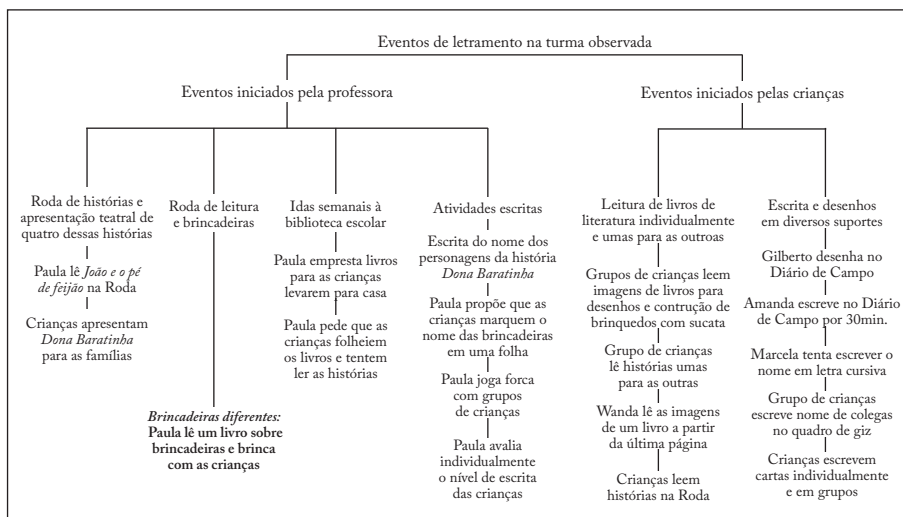 Eventos de letramento na turma observada
Eventos iniciados pela professora
Eventos iniciados pelas crianças
Roda de histórias e
apresentação teatral de
quatro dessas histórias
Paula lê João e o pé
de feijão na Roda
Crianças apresentam
Dona Baratinha
para as famílias
Roda de leitura
e brincadeiras
Brincadeiras diferentes:
Paula lê um livro sobre
brincadeiras e brinca
com as crianças
Idas semanais à
biblioteca escolar
Paula empresta livros
para as crianças
levarem para casa
Paula pede que as
crianças folheiem
os livros e tentem
ler as histórias
Atividades escritas
Escrita do nome dos
personagens da história
Dona Baratinha
Paula propõe que as
crianças marquem o
nome das brincadeiras
em uma folha
Paula joga forca
com grupos
de crianças
Paula avalia
individualmente
o nível de escrita
das crianças
Leitura de livros de
literatura individualmente
e umas para as outroas
Grupos de crianças leem
imagens de livros para
desenhos e contrução de
brinquedos com sucata
Grupo de crianças
lê histórias umas
para as outras
Wanda lê as imagens
de um livro a partir
da última página
Crianças leem
histórias na Roda
Escrita e desenhos
em diversos suportes
Gilberto desenha no
Diário de Campo
Amanda escreve no Diário
de Campo por 30min.
Marcela tenta escrever o
nome em letra cursiva
Grupo de crianças
escreve nome de colegas
no quadro de giz
Crianças escrevem
cartas individualmente
e em grupos